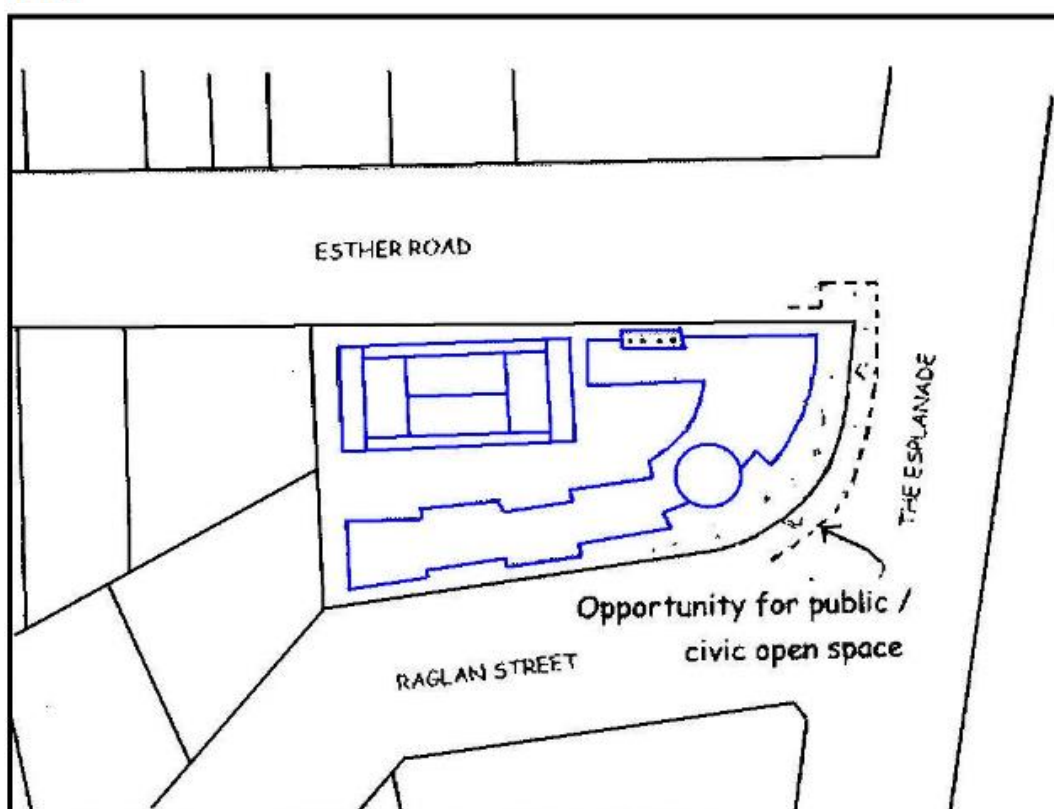 ESTHER ROAD
THE ESPLANADE
Opportunity for public /
civic open space
RAGLAN STREET